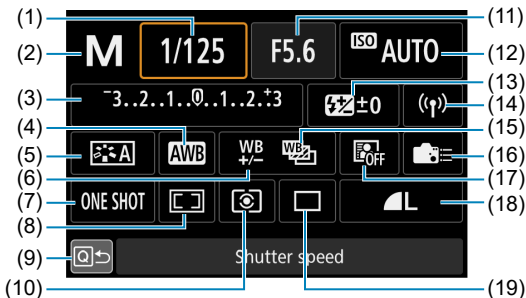 (1) (11)
(2) M 1/125 F5.6 ISO AUTO (12)
(13)
(3) -3..2..1..0..1..2.+3 ±0 (14)
(4) (15)
(5) A AWB WB +/- WB OFF (16)
(6) (17)
(7) ONE SHOT L (18)
(8)
(9) Q Shutter speed
(10) (19)